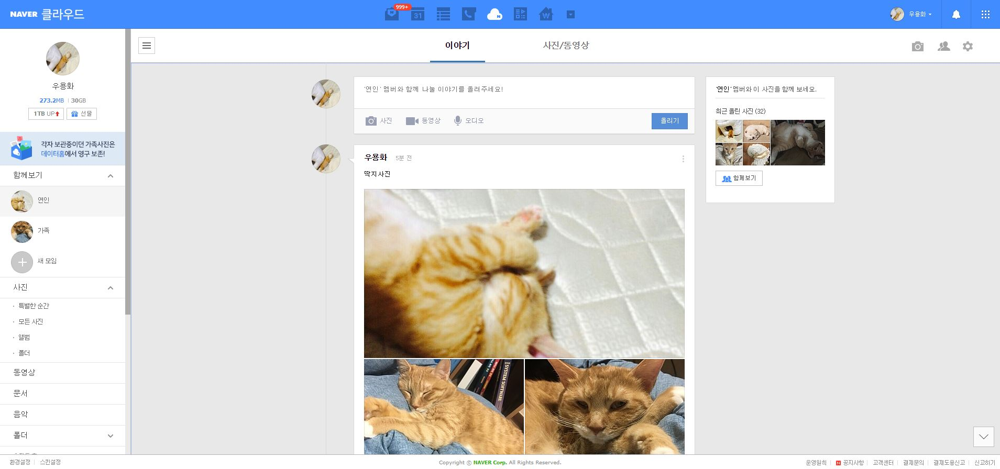 NAVER 클라우드
999+
31
우용화
우용화
273.2MB | 30GB
1TB UP
선물
각자 보관중이던 가족사진은
데이터홈에서 영구 보존!
함께보기
연인
가족
새 모임
사진
특별한 순간
모든 사진
앨범
폴더
동영상
문서
음악
폴더
이야기
사진/동영상
'연인' 멤버와 함께 나눌 이야기를 올려주세요!
사진
동영상
오디오
올리기
우용화 5분 전
딱지사진
SYSTEM SOFTWARE
'연인' 멤버와 이 사진을 함께 보세요.
최근 올린 사진 (32)
함께보기
환경설정 | 스킨설정
Copyright © NAVER Corp. All Rights Reserved.
운영원칙 | N 공지사항 | 고객센터 | 결제문의 | 결제도용신고 | 신고하기